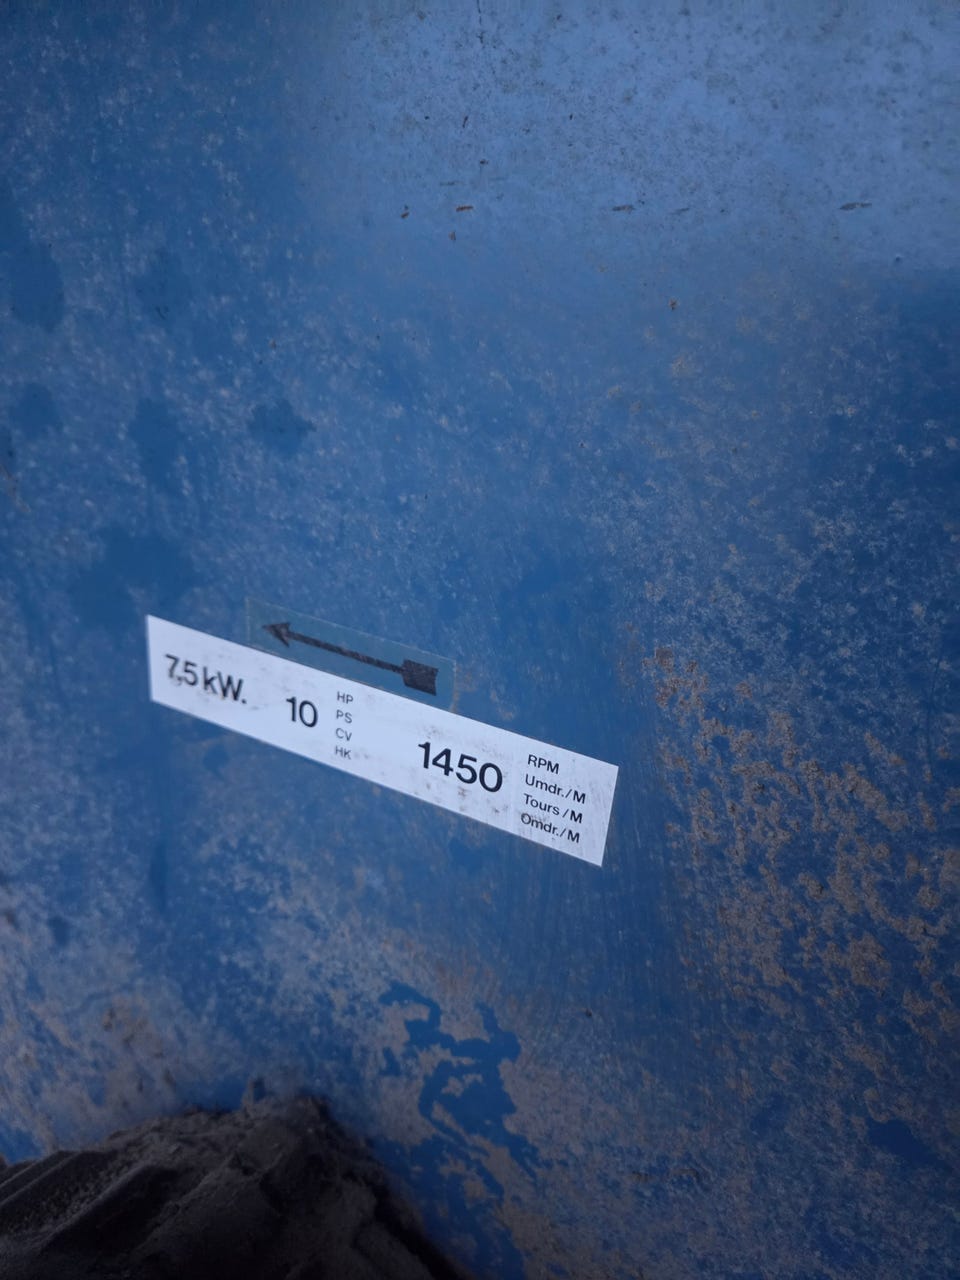 7,5 kW. 10 HP
PS
CV
HK
1450 RPM
Umdr./M
Tours/M
Omdr./M